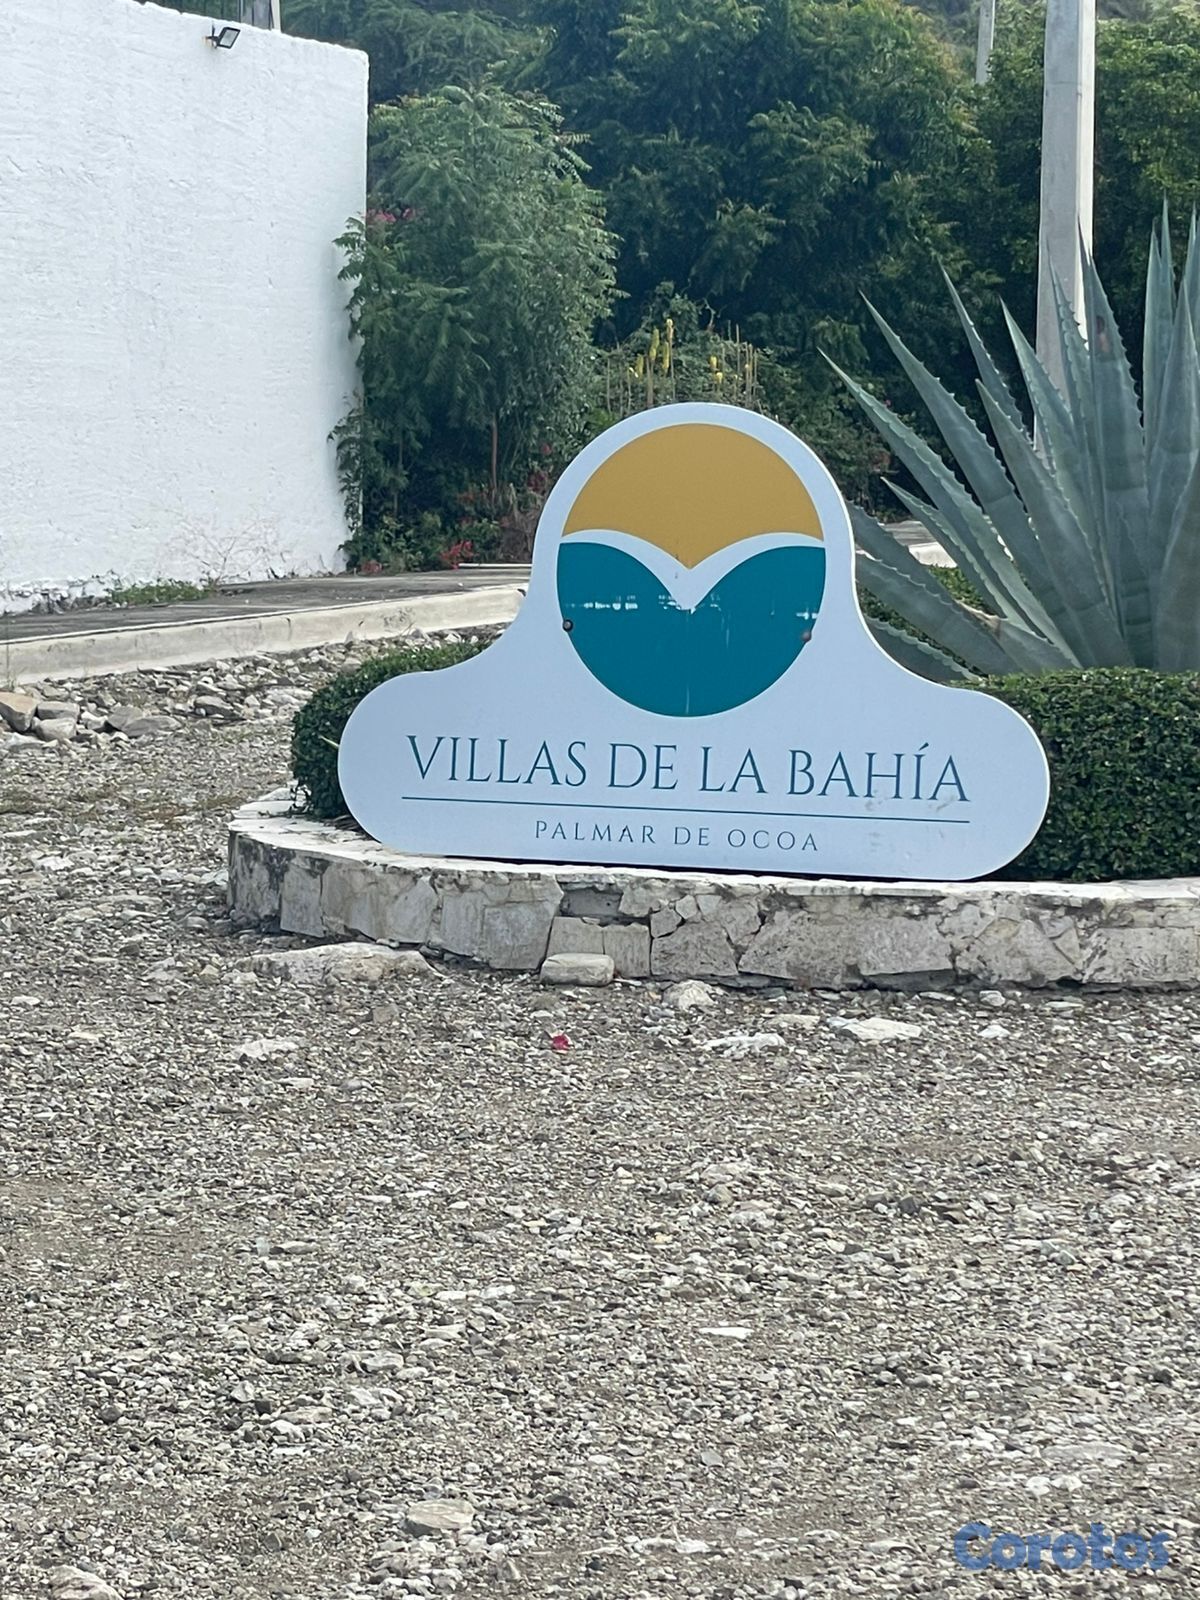 VILLAS DE LA BAHÍA
PALMAR DE OCOA
Corotos